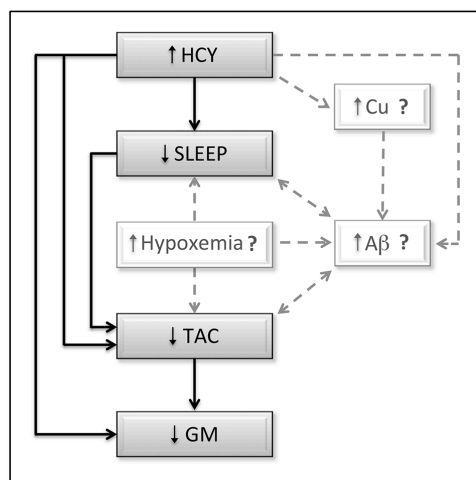 ↑ HCY
↑ Cu ?
↓ SLEEP
↑ Hypoxemia ?
↑ Aβ ?
↓ TAC
↓ GM